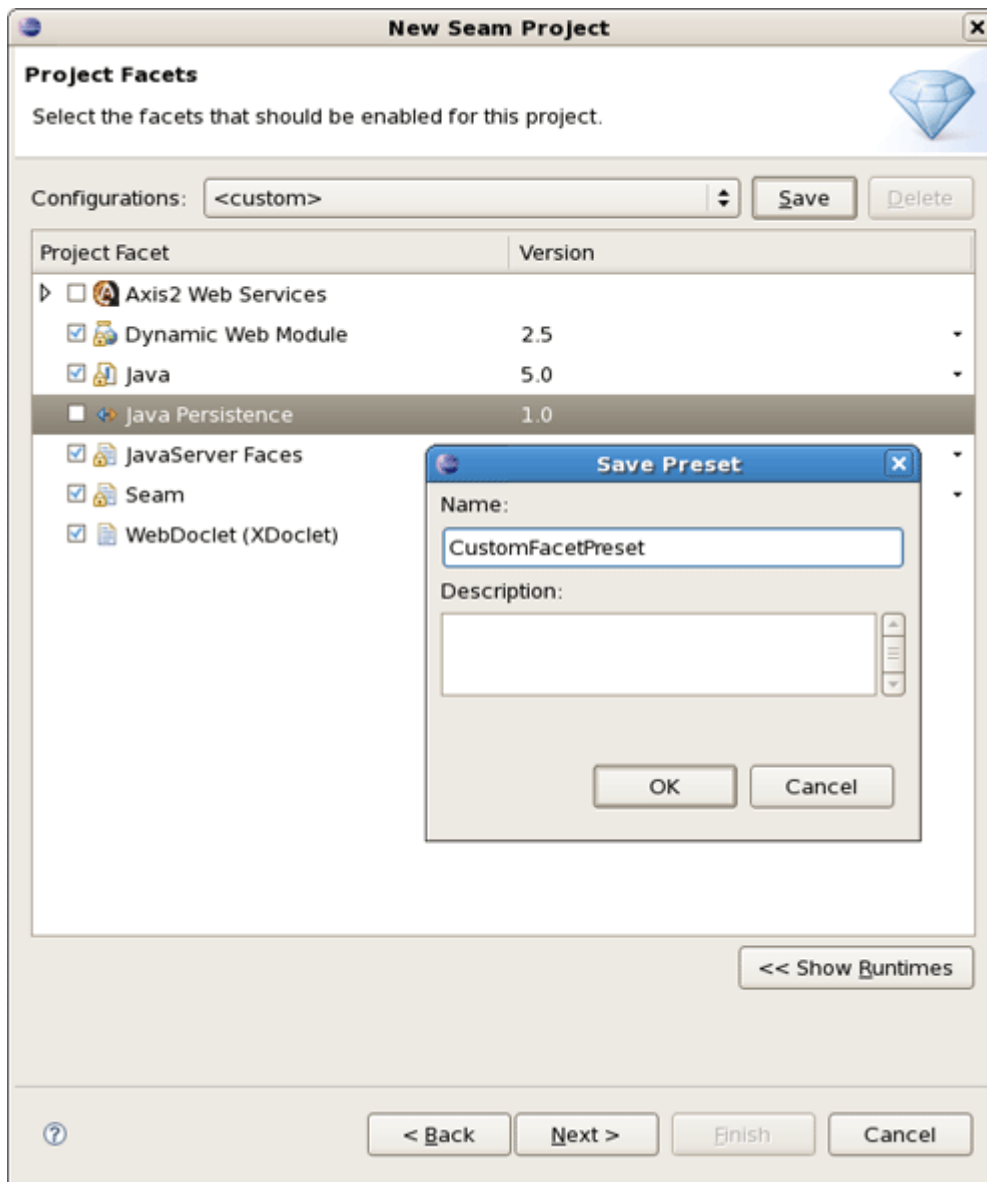 New Seam Project
Project Facets
Select the facets that should be enabled for this project.
Configurations: <custom> Save Delete
Project Facet Version
Axis2 Web Services
Dynamic Web Module 2.5
Java 5.0
Java Persistence 1.0
JavaServer Faces
Seam
WebDoclet (XDoclet)
Save Preset
Name:
CustomFacetPreset
Description:
OK Cancel
<< Show Runtimes
< Back Next > Finish Cancel